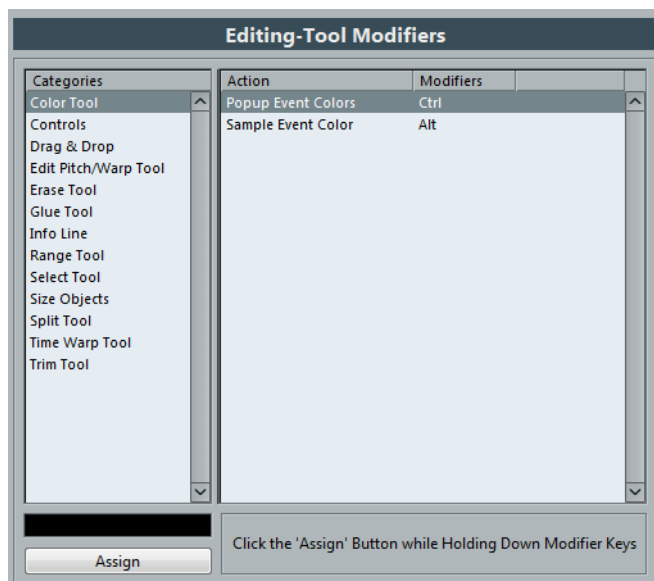 Editing-Tool Modifiers
Categories
Action Modifiers
Color Tool
Controls
Drag & Drop
Edit Pitch/Warp Tool
Erase Tool
Glue Tool
Info Line
Range Tool
Select Tool
Size Objects
Split Tool
Time Warp Tool
Trim Tool
Popup Event Colors Ctrl
Sample Event Color Alt
Assign
Click the 'Assign' Button while Holding Down Modifier Keys